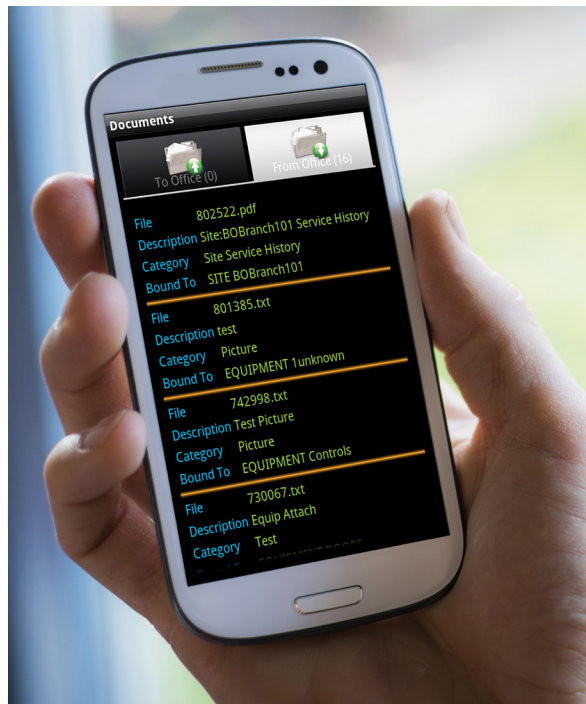 Documents
To Office (0)
From Office (16)
File 802522.pdf
Description Site:BOBranch101 Service History
Category Site Service History
Bound To SITE BOBranch101
File 801385.txt
Description test
Category Picture
Bound To EQUIPMENT 1unknown
File 742998.txt
Description Test Picture
Category Picture
Bound To EQUIPMENT Controls
File 730067.txt
Description Equip Attach
Category Test